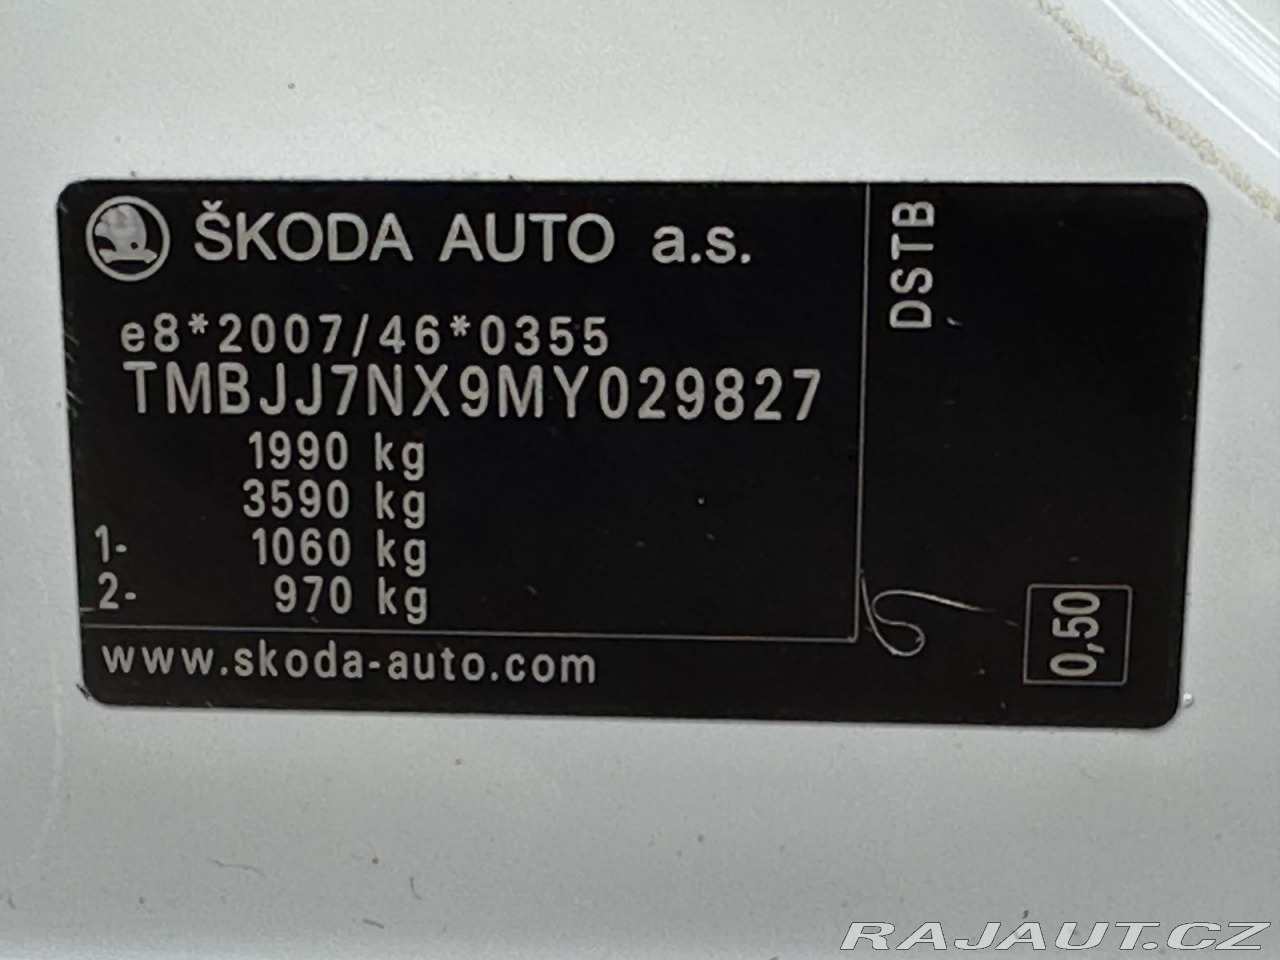 ŠKODA AUTO a.s.
e8*2007/46*0355
TMBJJ7NX9MY029827
1990 kg
3590 kg
1- 1060 kg
2- 970 kg
www.skoda-auto.com
DSTB
0,50
RAJAUT.CZ